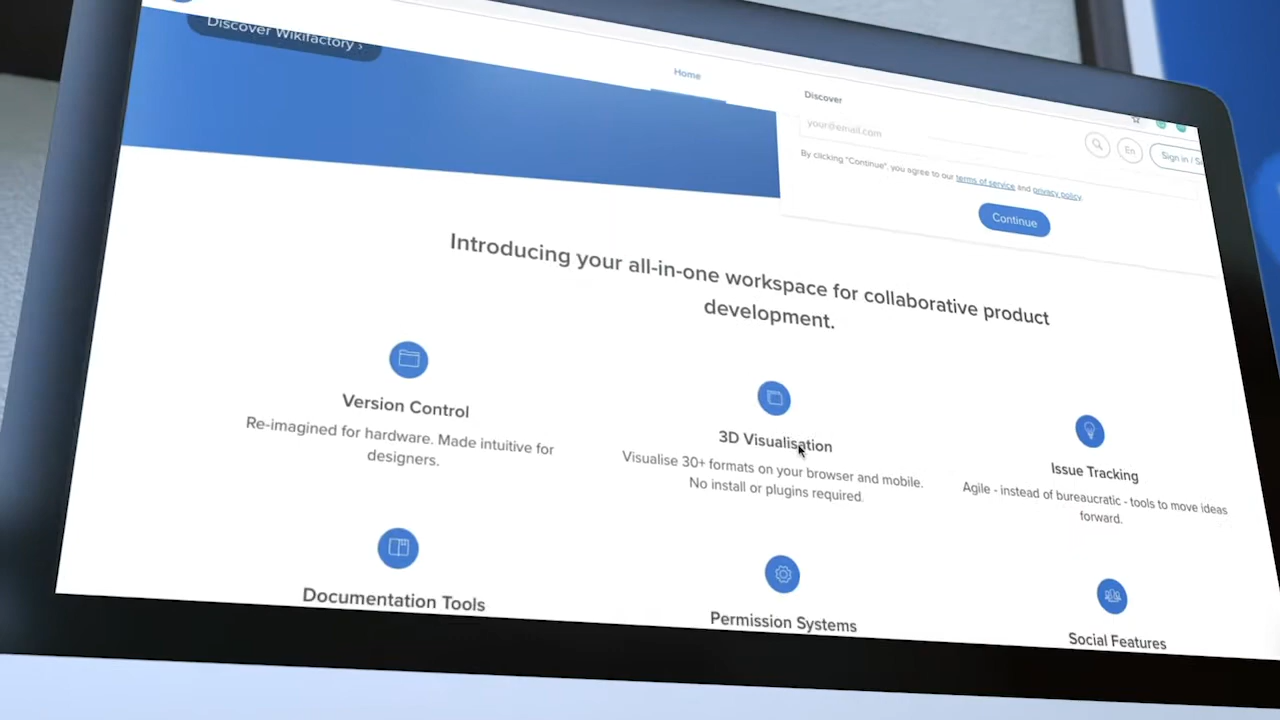 Discover Wikifactory ›
Home
Discover
your@email.com
En
Sign in / S
By clicking "Continue", you agree to our terms of service and privacy policy.
Continue
Introducing your all-in-one workspace for collaborative product
development.
Version Control
Re-imagined for hardware. Made intuitive for
designers.
3D Visualisation
Visualise 30+ formats on your browser and mobile.
No install or plugins required.
Issue Tracking
Agile - instead of bureaucratic - tools to move ideas
forward.
Documentation Tools
Permission Systems
Social Features